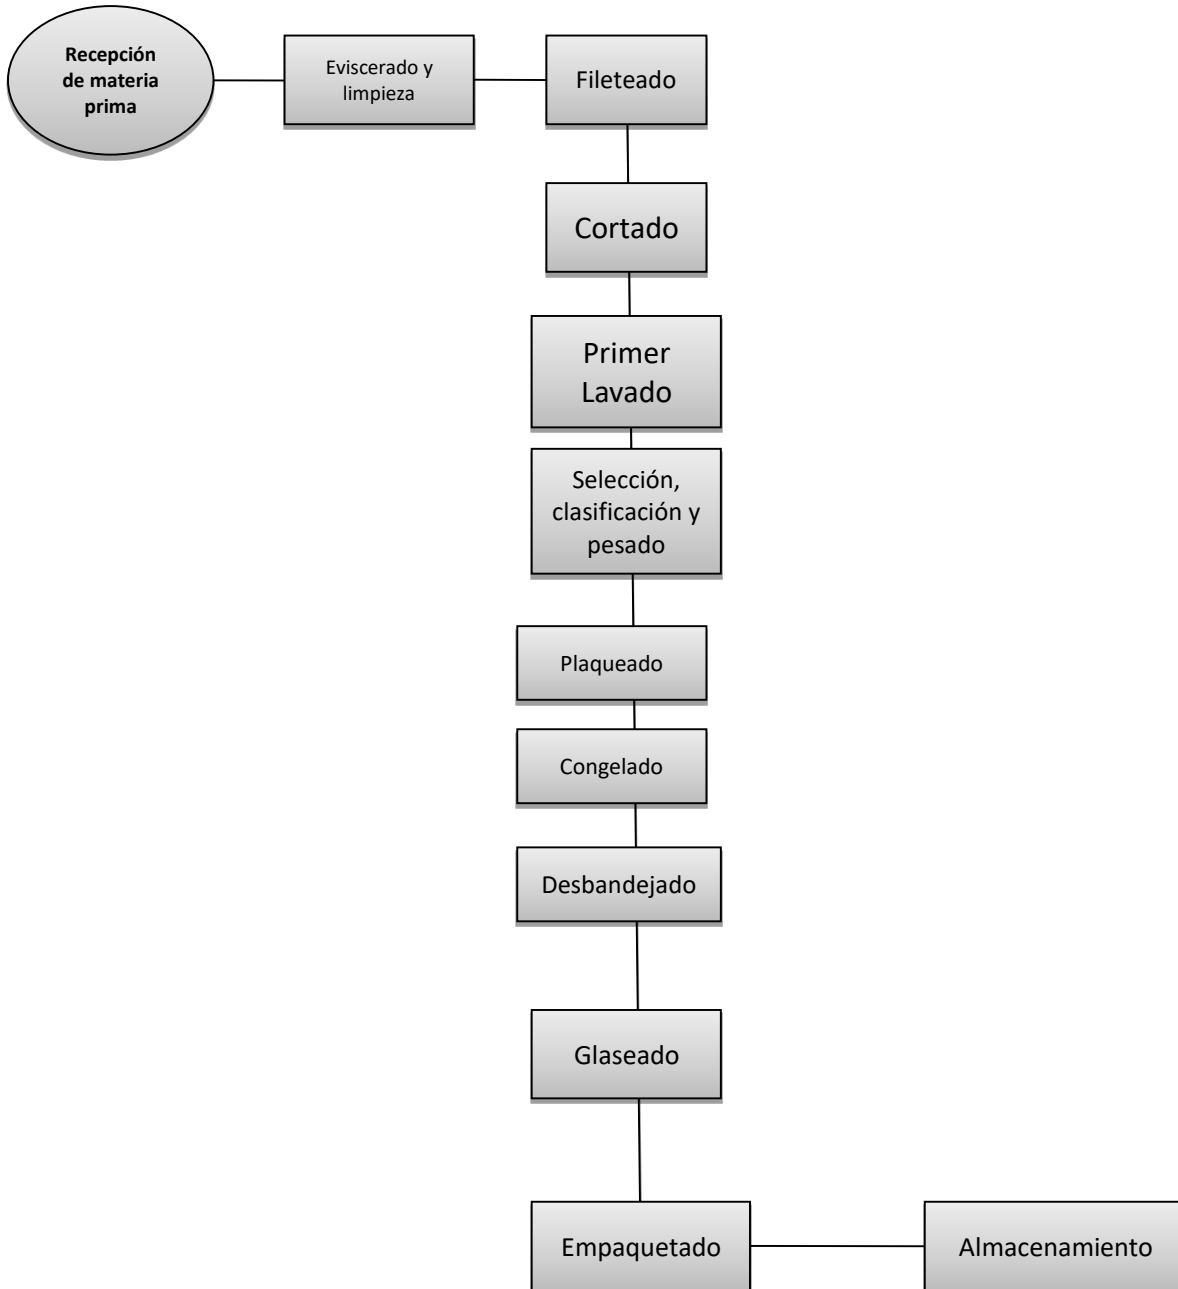 Recepción
de materia
prima
Eviscerado y
limpieza
Fileteado
Cortado
Primer
Lavado
Selección,
clasificación y
pesado
Plaqueado
Congelado
Desbandejado
Glaseado
Empaquetado
Almacenamiento